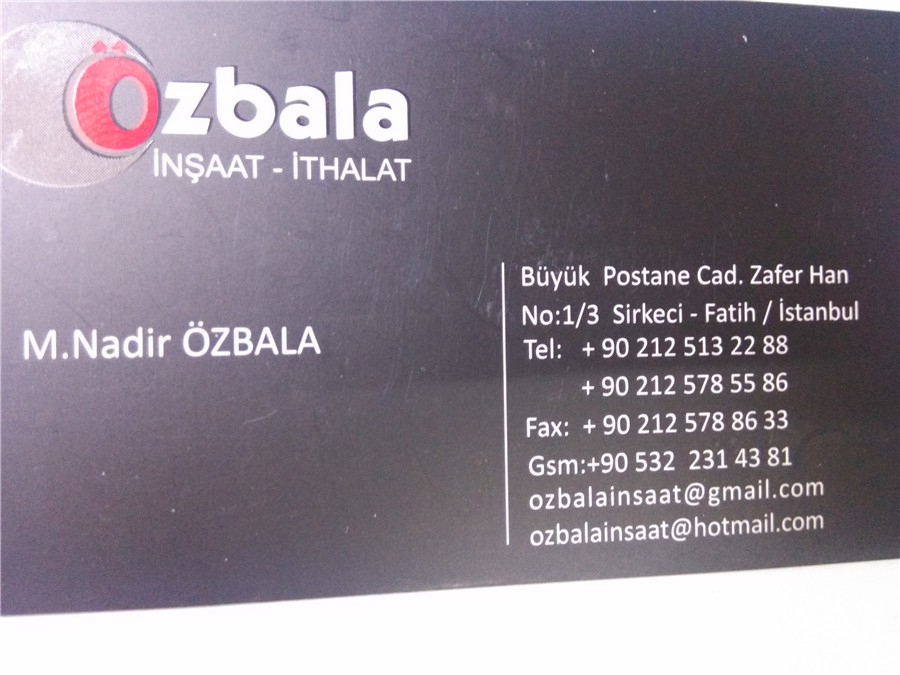 Özbala
İNŞAAT - İTHALAT
M.Nadir ÖZBALA
Büyük Postane Cad. Zafer Han
No:1/3 Sirkeci - Fatih / İstanbul
Tel: + 90 212 513 22 88
+ 90 212 578 55 86
Fax: + 90 212 578 86 33
Gsm:+90 532 231 43 81
ozbalainsaat@gmail.com
ozbalainsaat@hotmail.com